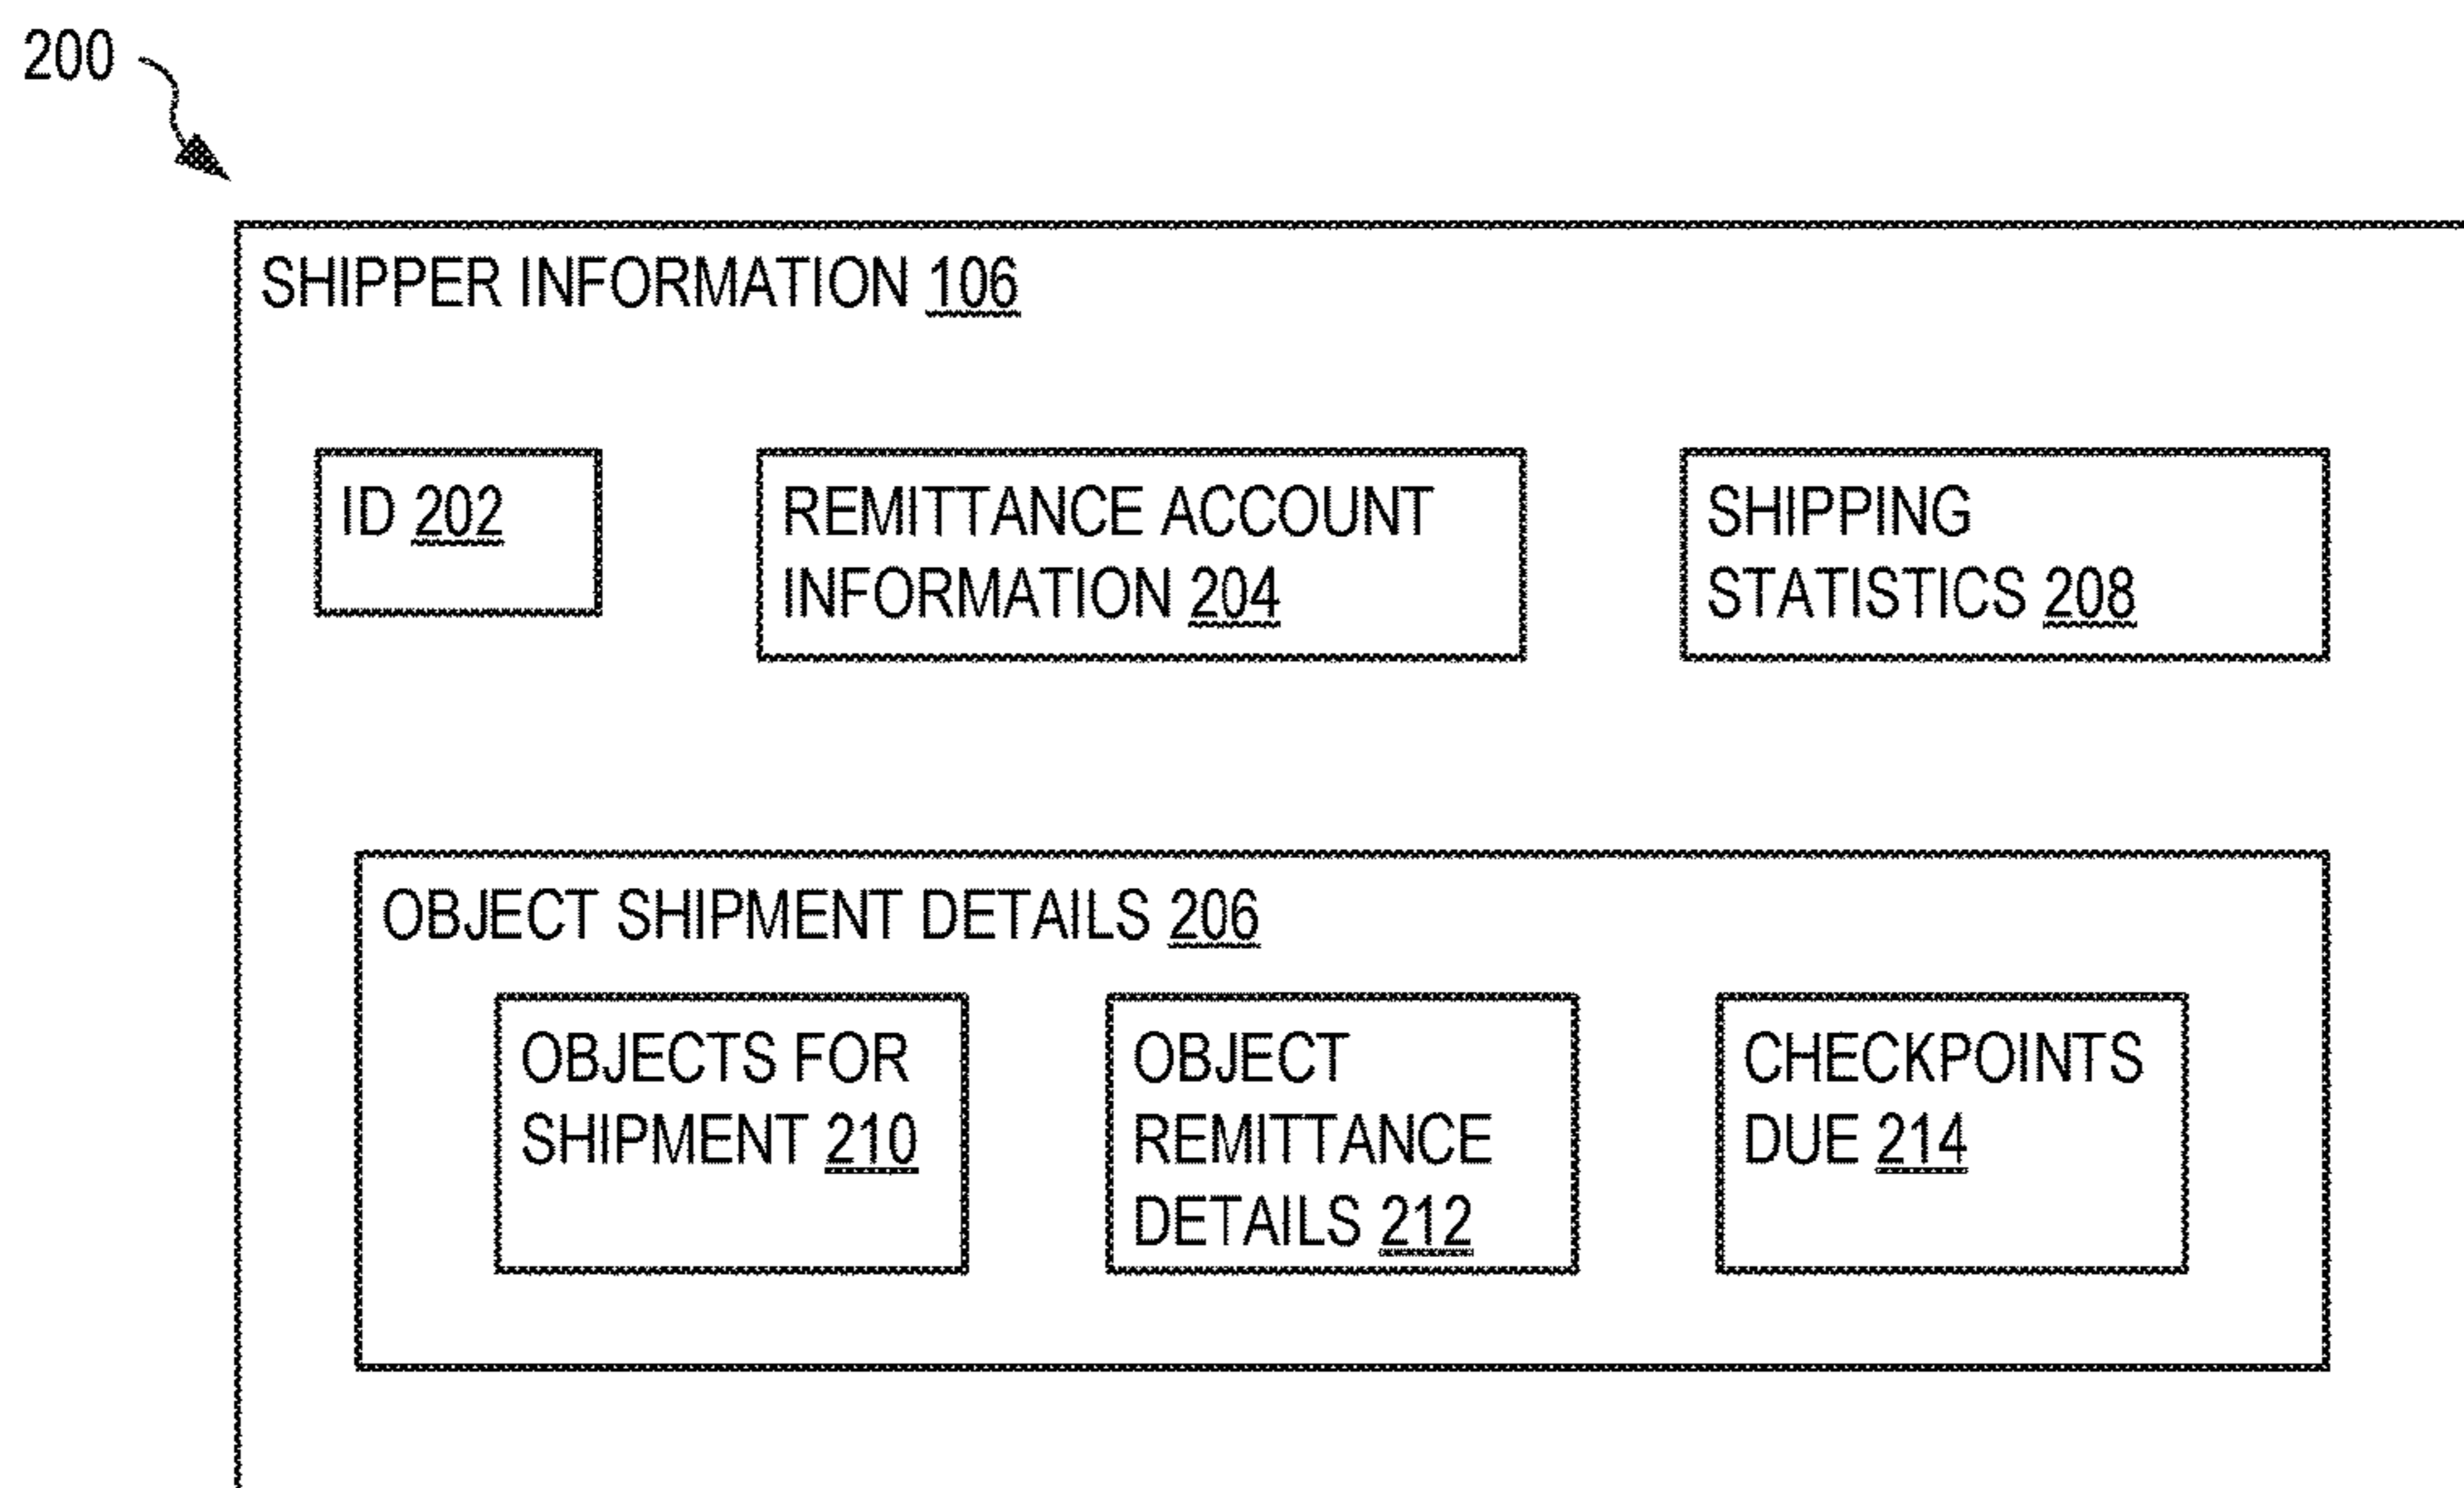 200
SHIPPER INFORMATION 106
ID 202
REMITTANCE ACCOUNT
INFORMATION 204
SHIPPING
STATISTICS 208
OBJECT SHIPMENT DETAILS 206
OBJECTS FOR
SHIPMENT 210
OBJECT
REMITTANCE
DETAILS 212
CHECKPOINTS
DUE 214